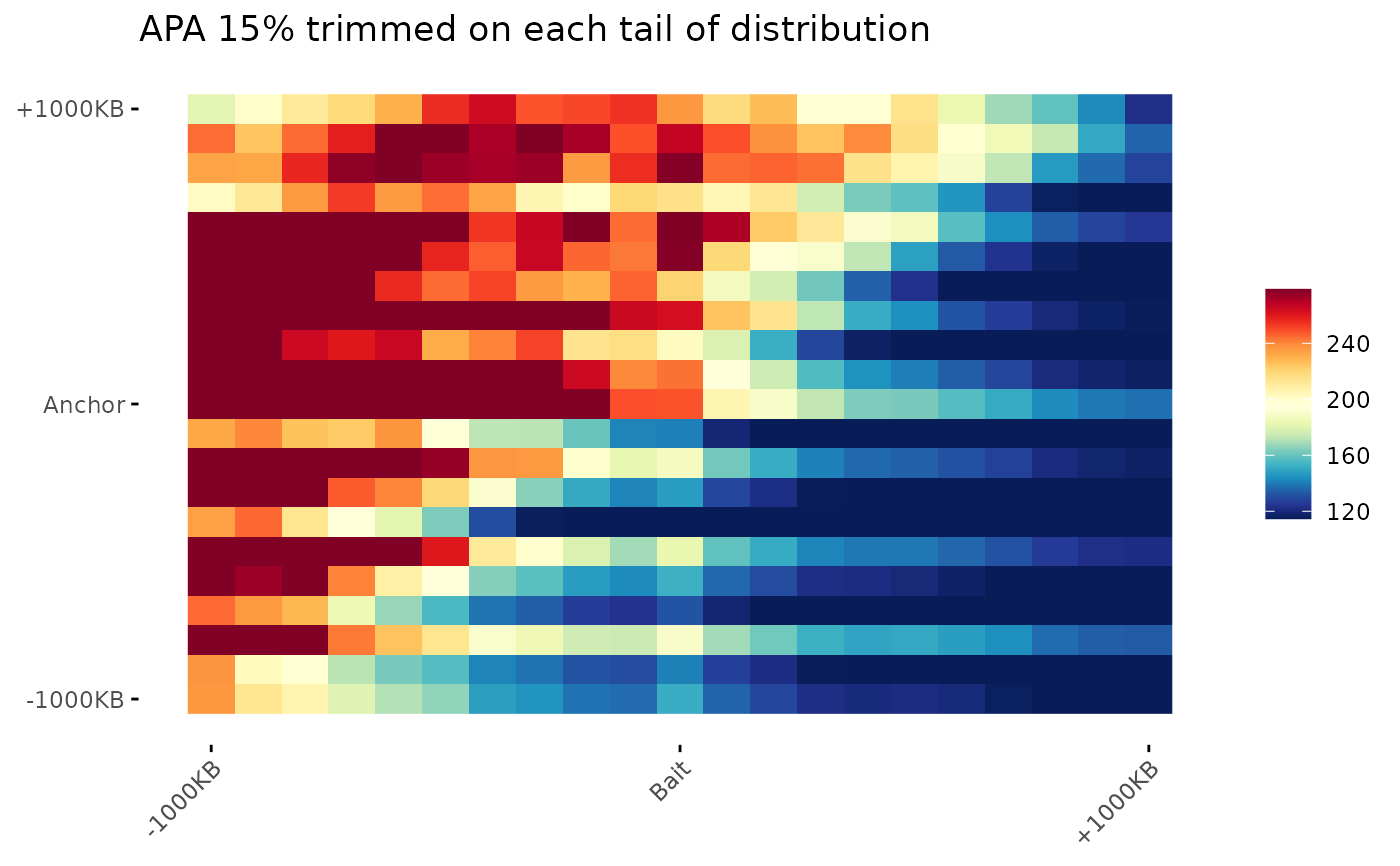 APA 15% trimmed on each tail of distribution
+1000KB
Anchor
-1000KB
-1000KB
Bait
+1000KB
240
200
160
120